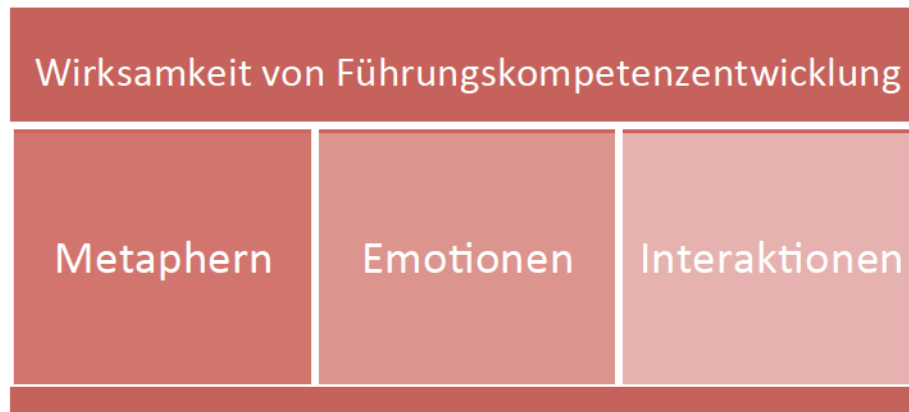 Wirksamkeit von Führungskompetenzentwicklung
Metaphern
Emotionen
Interaktionen